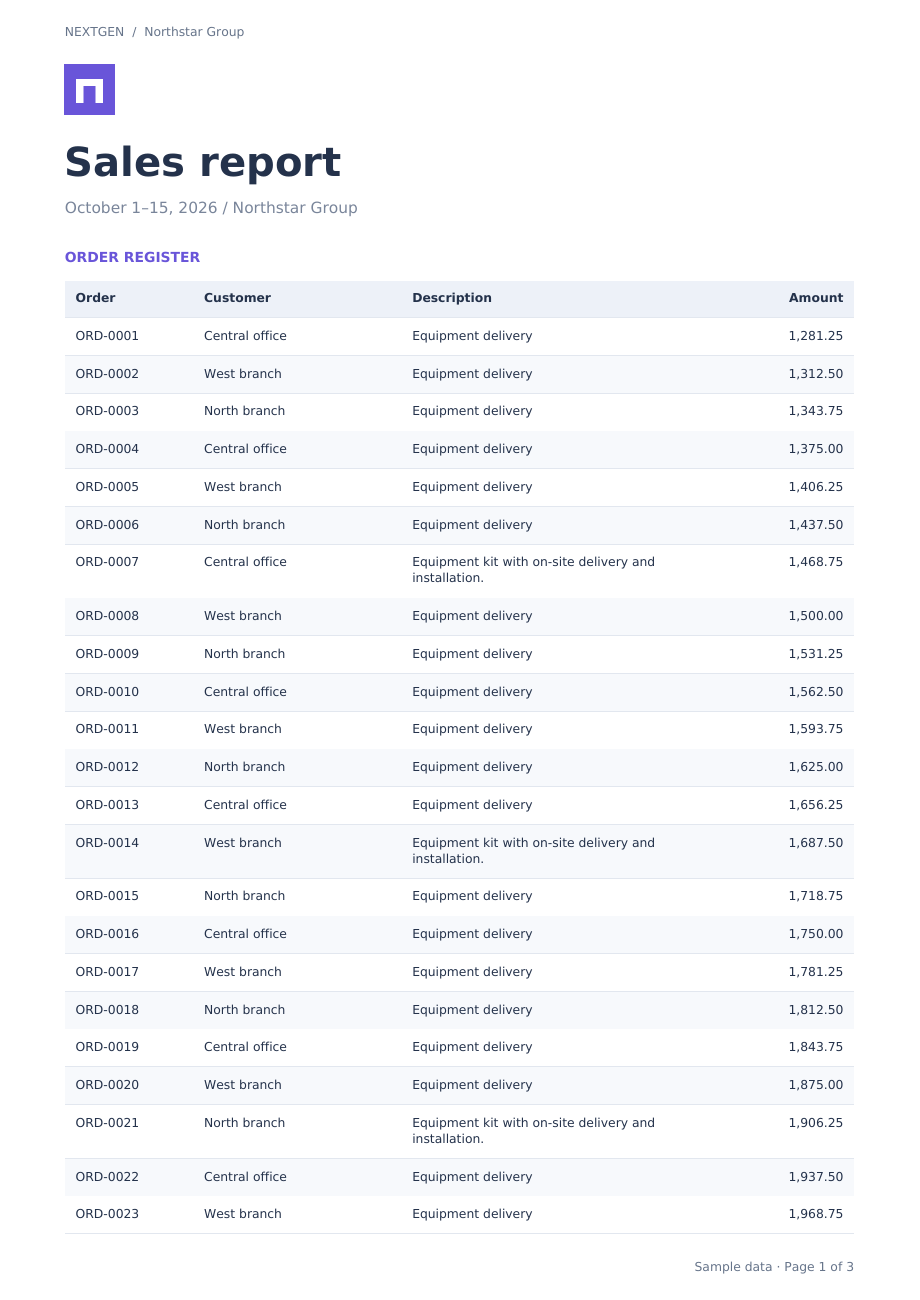 NEXTGEN / Northstar Group
Sales report
October 1–15, 2026 / Northstar Group
ORDER REGISTER
Order Customer Description Amount
ORD-0001 Central office Equipment delivery 1,281.25
ORD-0002 West branch Equipment delivery 1,312.50
ORD-0003 North branch Equipment delivery 1,343.75
ORD-0004 Central office Equipment delivery 1,375.00
ORD-0005 West branch Equipment delivery 1,406.25
ORD-0006 North branch Equipment delivery 1,437.50
ORD-0007 Central office Equipment kit with on-site delivery and 1,468.75
installation.
ORD-0008 West branch Equipment delivery 1,500.00
ORD-0009 North branch Equipment delivery 1,531.25
ORD-0010 Central office Equipment delivery 1,562.50
ORD-0011 West branch Equipment delivery 1,593.75
ORD-0012 North branch Equipment delivery 1,625.00
ORD-0013 Central office Equipment delivery 1,656.25
ORD-0014 West branch Equipment kit with on-site delivery and 1,687.50
installation.
ORD-0015 North branch Equipment delivery 1,718.75
ORD-0016 Central office Equipment delivery 1,750.00
ORD-0017 West branch Equipment delivery 1,781.25
ORD-0018 North branch Equipment delivery 1,812.50
ORD-0019 Central office Equipment delivery 1,843.75
ORD-0020 West branch Equipment delivery 1,875.00
ORD-0021 North branch Equipment kit with on-site delivery and 1,906.25
installation.
ORD-0022 Central office Equipment delivery 1,937.50
ORD-0023 West branch Equipment delivery 1,968.75
Sample data · Page 1 of 3